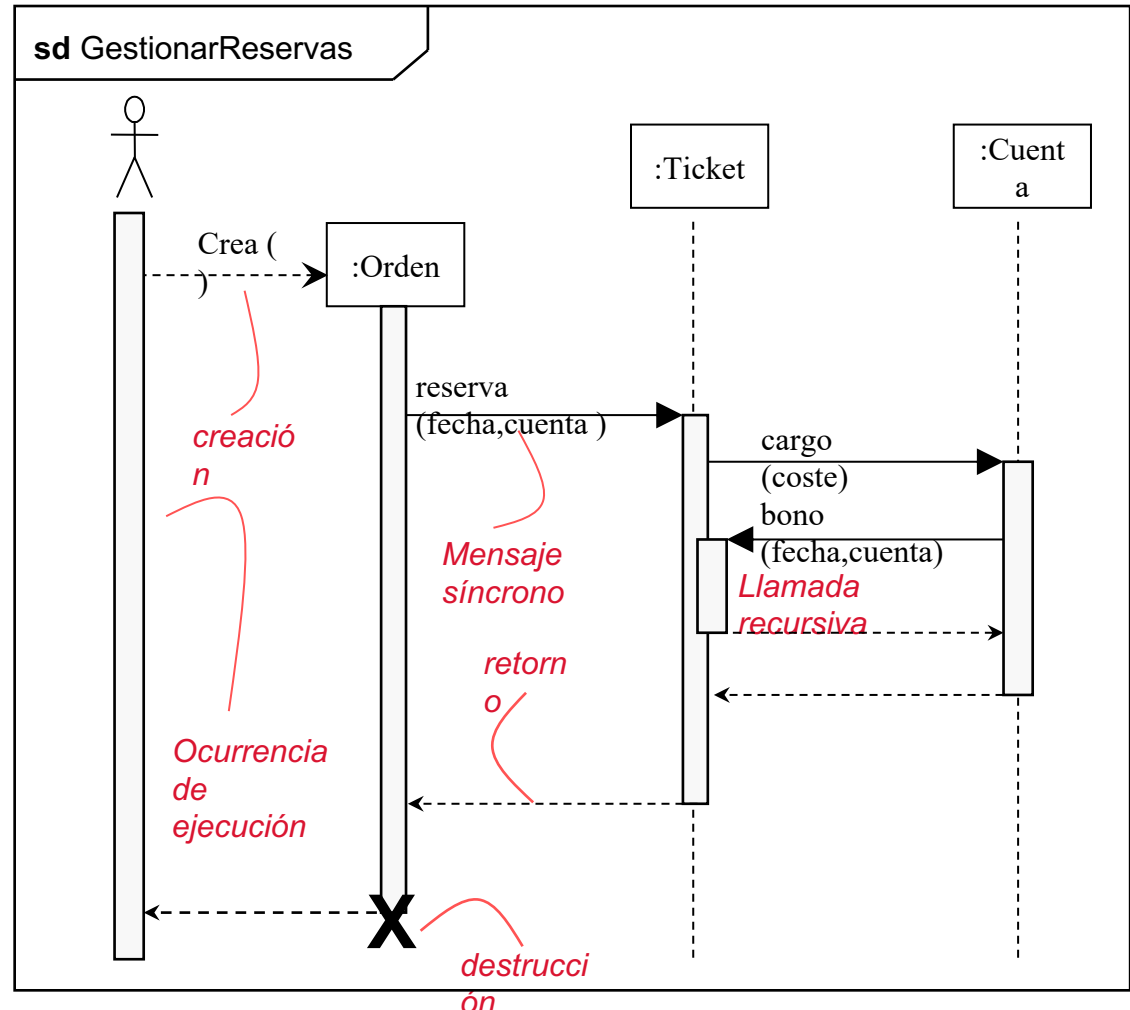 sd GestionarReservas
:Ticket
:Cuent
a
Crea (
)
:Orden
reserva
(fecha,cuenta )
creació
n
cargo
(coste)
bono
(fecha,cuenta)
Mensaje
síncrono
Llamada
recursiva
retorn
o
Ocurrencia
de
ejecución
X
destrucci
ón